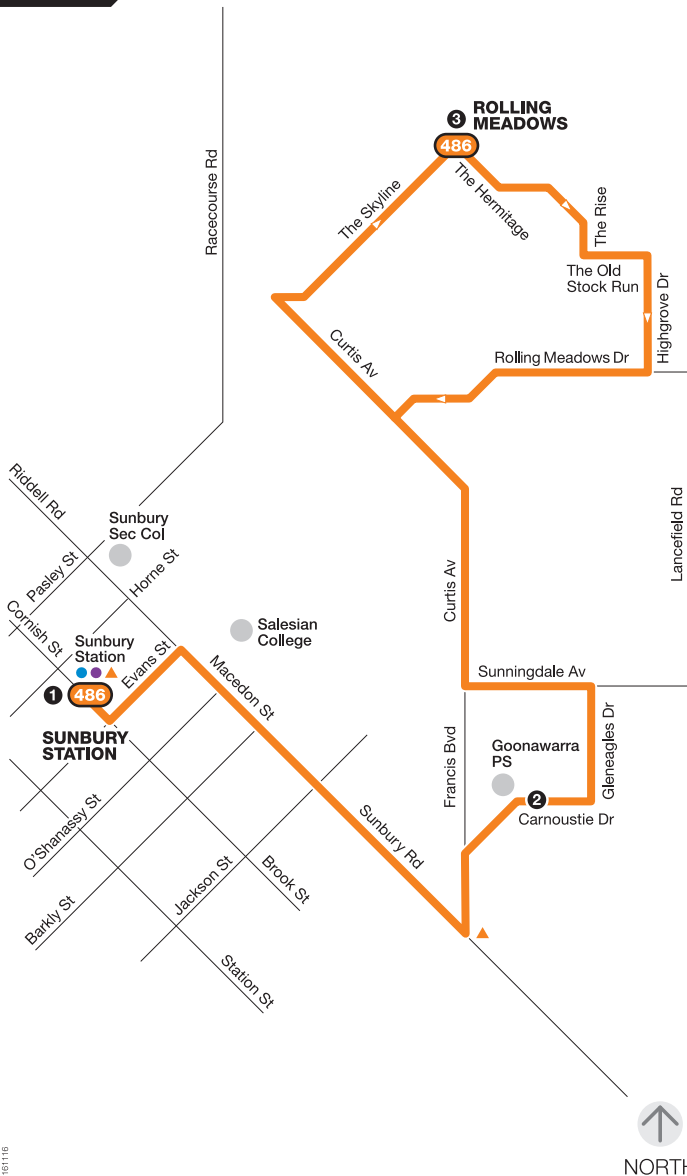 3
ROLLING
MEADOWS
486
Racecourse Rd
The Skyline
The Hermitage
The Rise
The Old
Stock Run
Highgrove Dr
Curtis Av
Rolling Meadows Dr
Riddell Rd
Sunbury
Sec Col
Lancefield Rd
Pasley St
Horne St
Curtis Av
Cornish St
Salesian
College
Sunbury
Station
Evans St
Macedon St
Sunningdale Av
1
486
SUNBURY
STATION
Gleneagles Dr
Francis Bvd
Goonawarra
PS
2
Carnoustie Dr
O'Shanassy St
Sunbury Rd
Brook St
Jackson St
Barkly St
Station St
161116
NORTH